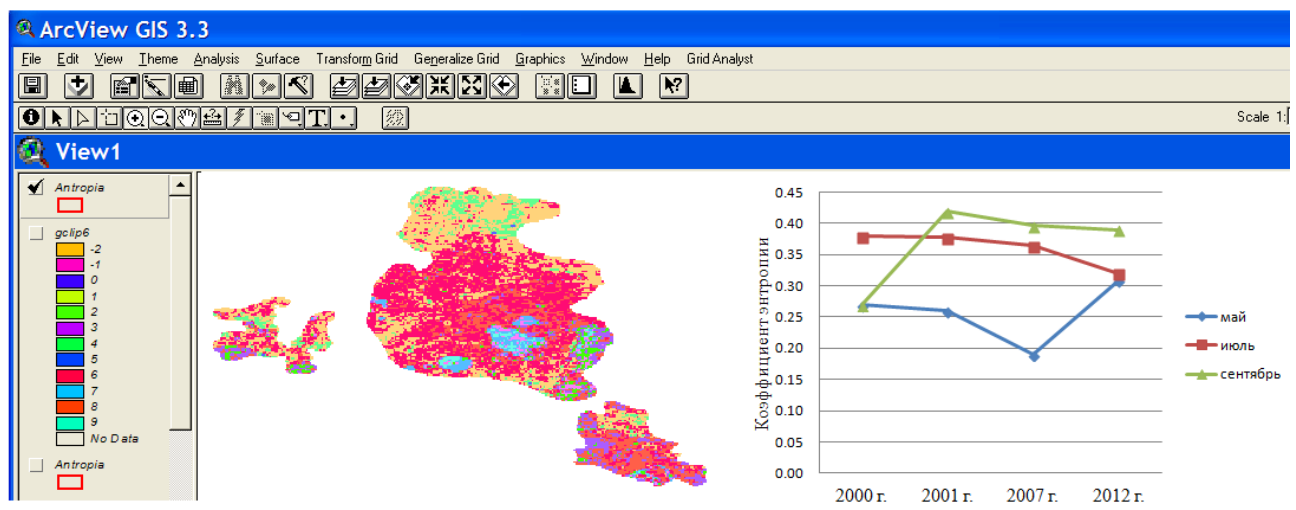 ArcView GIS 3.3
File Edit View Theme Analysis Surface Transform Grid Generalize Grid Graphics Window Help Grid Analyst
Scale 1:
View1
Antropia
gclip6
-2
-1
0
1
2
3
4
5
6
7
8
9
No Data
Antropia
Коэффициент энтропии
0.45
0.40
0.35
0.30
0.25
0.20
0.15
0.10
0.05
0.00
2000 г. 2001 г. 2007 г. 2012 г.
май
июль
сентябрь